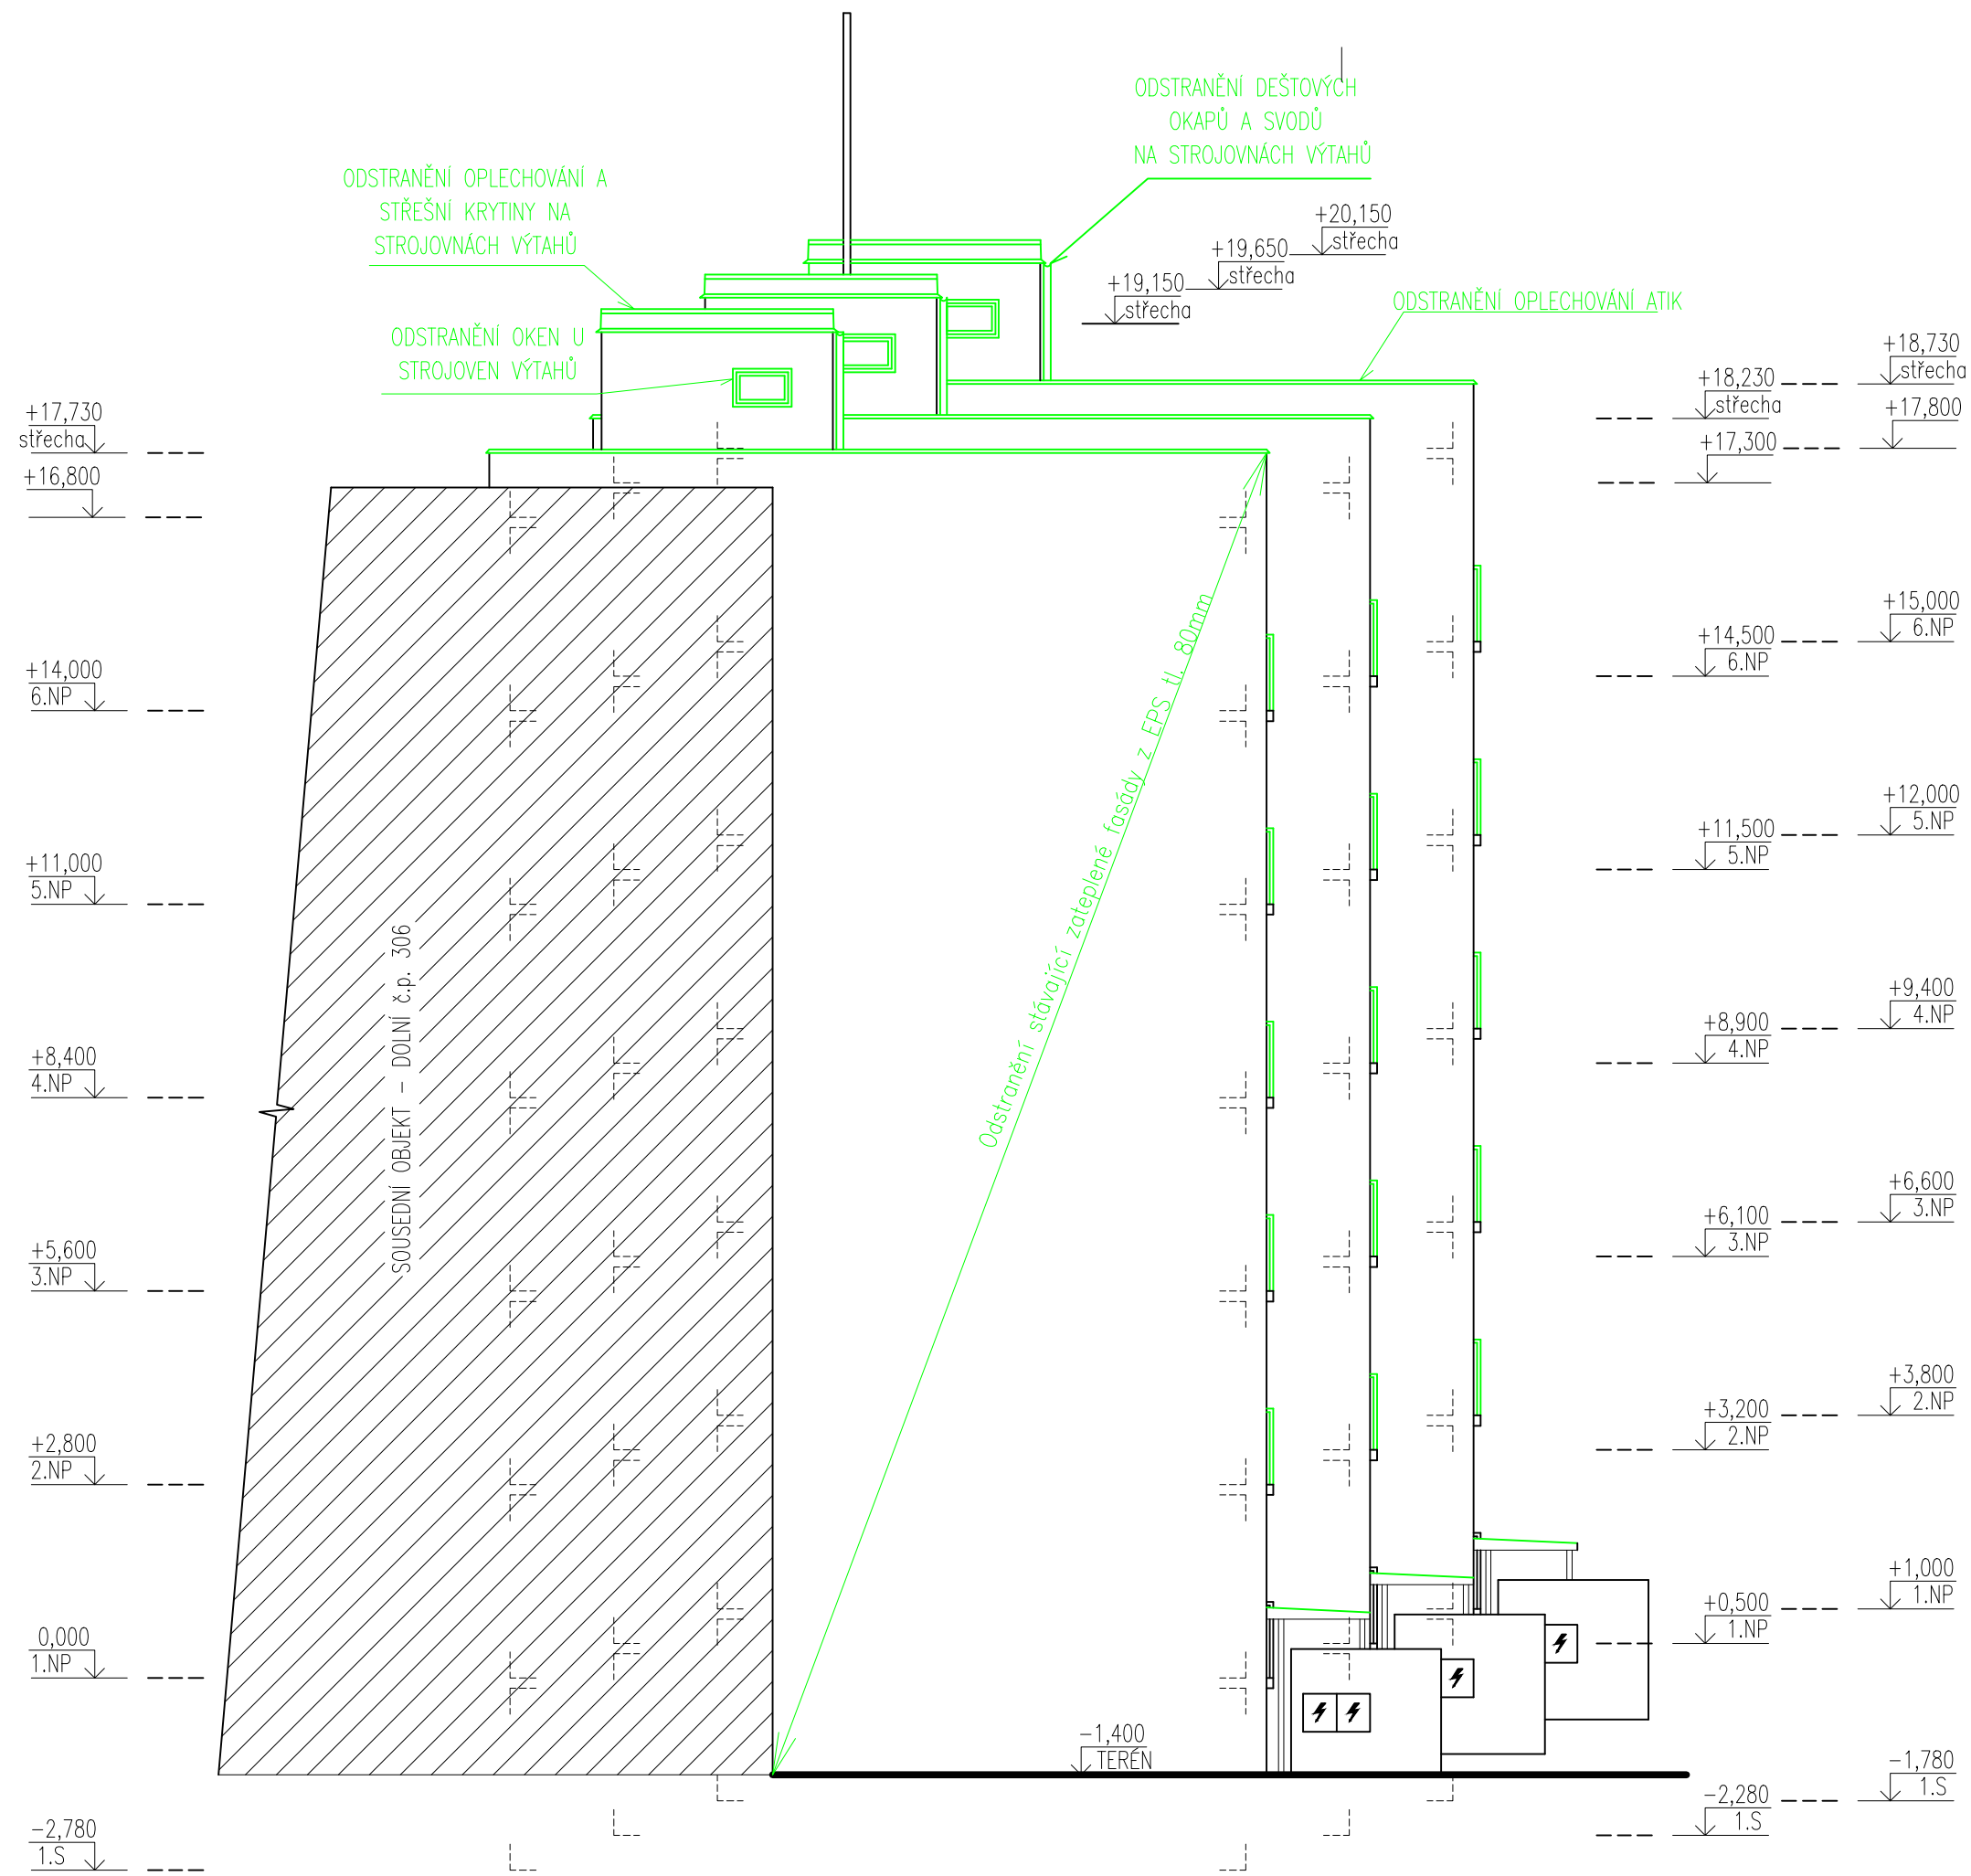 ODSTRANĚNÍ DEŠTOVÝCH
OKAPŮ A SVODŮ
NA STROJOVNÁCH VÝTAHŮ
ODSTRANĚNÍ OPLECHOVÁNÍ A
STŘEŠNÍ KRYTINY NA
STROJOVNÁCH VÝTAHŮ
+20,150
střecha
+19,650
střecha
+19,150
střecha
ODSTRANĚNÍ OPLECHOVÁNÍ ATIK
ODSTRANĚNÍ OKEN U
STROJOVEN VÝTAHŮ
+18,730
střecha
+18,230
střecha
+17,800
+17,300
+17,730
střecha
+16,800
+15,000
6.NP
+14,500
6.NP
+14,000
6.NP
+12,000
5.NP
+11,500
5.NP
+11,000
5.NP
Odstranění stávající zateplené fasády z EPS tl. 80mm
SOUSEDNÍ OBJEKT - DOLNÍ č.p. 306
+9,400
4.NP
+8,900
4.NP
+8,400
4.NP
+6,600
3.NP
+6,100
3.NP
+5,600
3.NP
+3,800
2.NP
+3,200
2.NP
+2,800
2.NP
+1,000
1.NP
+0,500
1.NP
0,000
1.NP
-1,400
TERÉN
-1,780
1.S
-2,280
1.S
-2,780
1.S